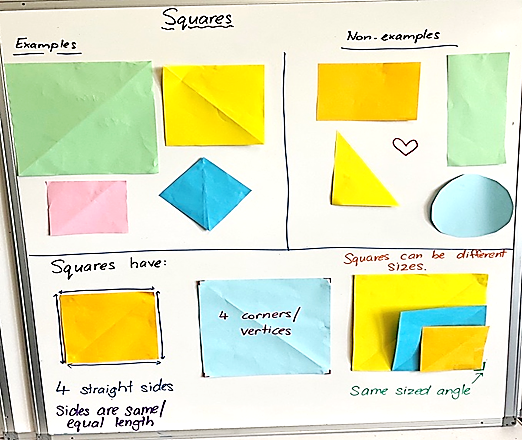 Squares
Examples
Non-examples
Squares have:
4 straight sides
Sides are same/
equal length
4 corners/
vertices
Squares can be different
sizes.
Same sized angle